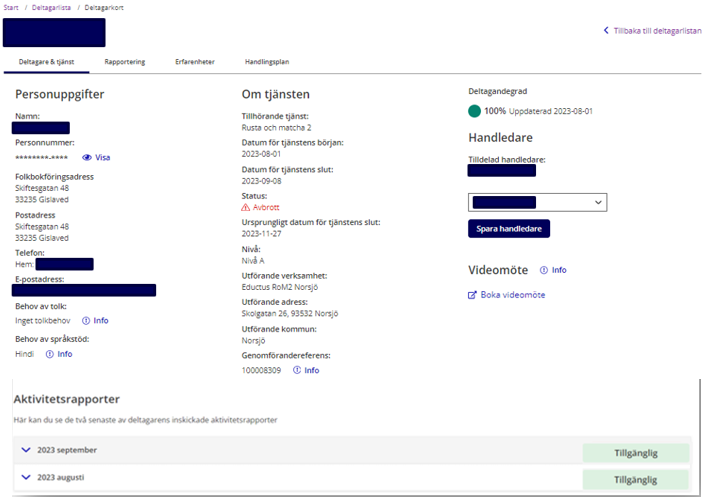 Start / Deltagarlista / Deltagarkort
Tillbaka till deltagarlistan
Deltagare & tjänst
Rapportering
Erfarenheter
Handlingsplan
Personuppgifter
Namn:
Personnummer:
********-****
Visa
Folkbokföringsadress
Skiftesgatan 48
33235 Gislaved
Postadress
Skiftesgatan 48
33235 Gislaved
Telefon:
Hem:
E-postadress:
Behov av tolk:
Inget tolkbehov Info
Behov av språkstöd:
Hindi Info
Om tjänsten
Tillhörande tjänst:
Rusta och matcha 2
Datum för tjänstens början:
2023-08-01
Datum för tjänstens slut:
2023-09-08
Status:
Avbrott
Ursprungligt datum för tjänstens slut:
2023-11-27
Nivå:
Nivå A
Utförande verksamhet:
Eductus RoM2 Norsjö
Utförande adress:
Skolgatan 26, 93532 Norsjö
Utförande kommun:
Norsjö
Genomförandereferens:
100008309 Info
Deltagandegrad
100% Uppdaterad 2023-08-01
Handledare
Tilldelad handledare:
Spara handledare
Videomöte Info
Boka videomöte
Aktivitetsrapporter
Här kan du se de två senaste av deltagarens inskickade aktivitetsrapporter
2023 september Tillgänglig
2023 augusti Tillgänglig